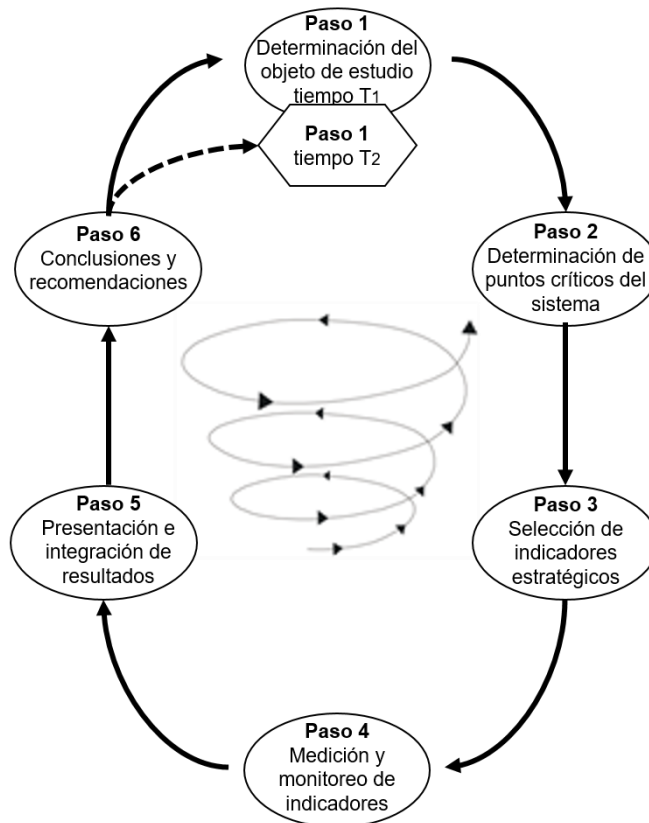 Paso 1
Determinación del
objeto de estudio
tiempo T1
Paso 1
tiempo T2
Paso 2
Determinación de
puntos críticos del
sistema
Paso 3
Selección de
indicadores
estratégicos
Paso 4
Medición y
monitoreo de
indicadores
Paso 5
Presentación e
integración de
resultados
Paso 6
Conclusiones y
recomendaciones